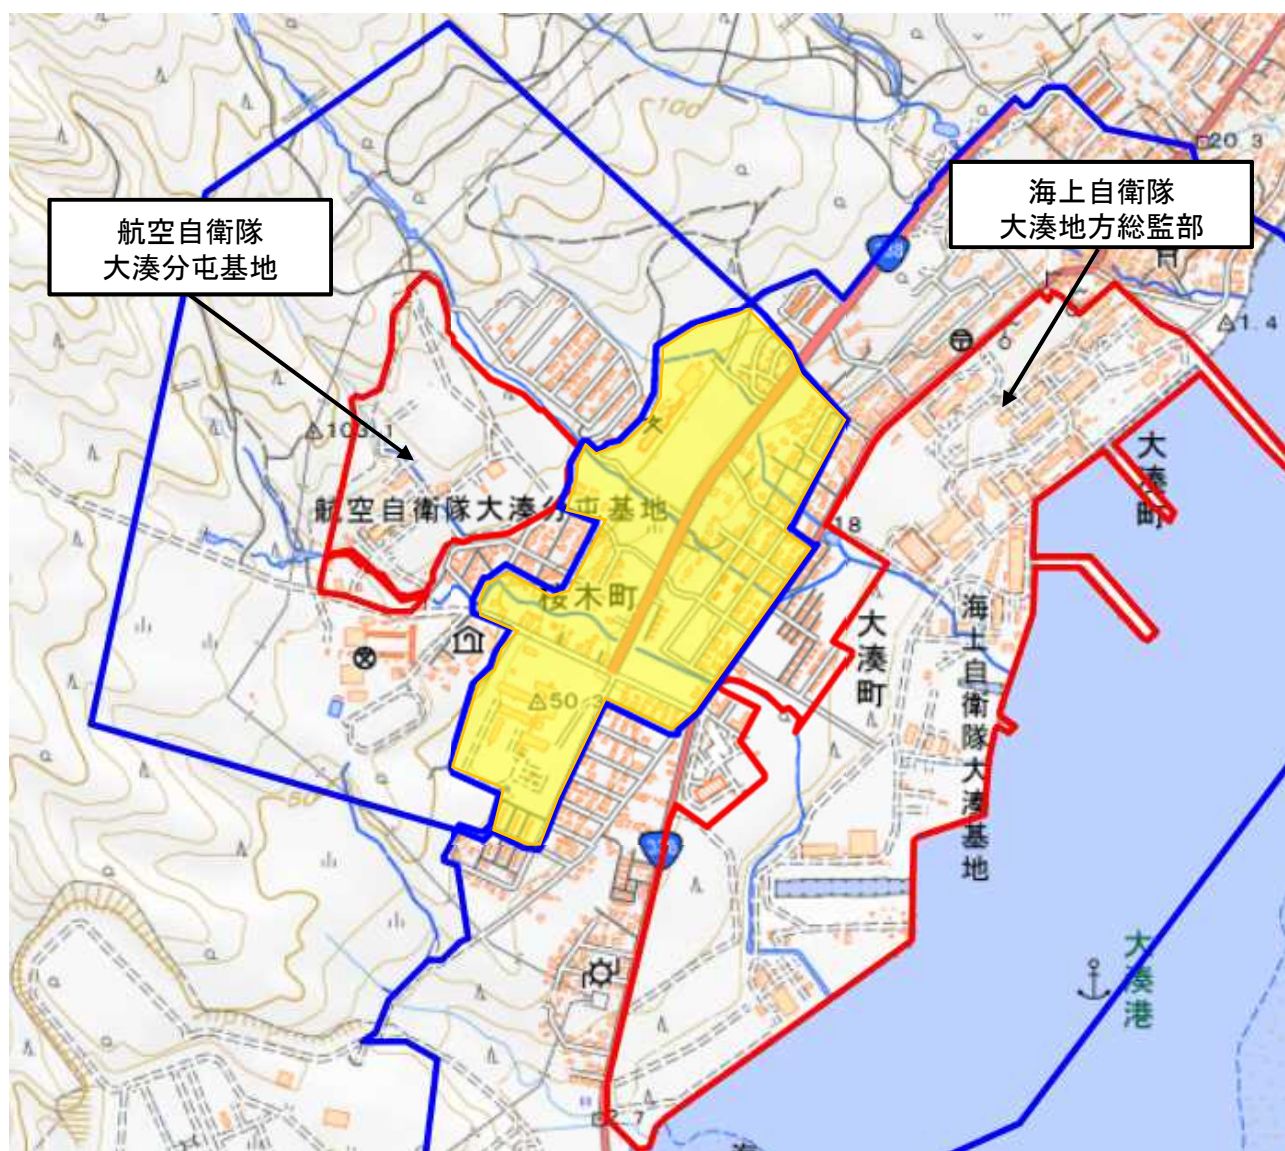 100
20.3
海上自衛隊
大湊地方総監部
航空自衛隊
大湊分屯基地
1.4
103.1
大湊町
航空自衛隊大湊分屯基地
18
桜木町
大湊町
海上自衛隊大湊基地
50.3
50
大湊港
2.7